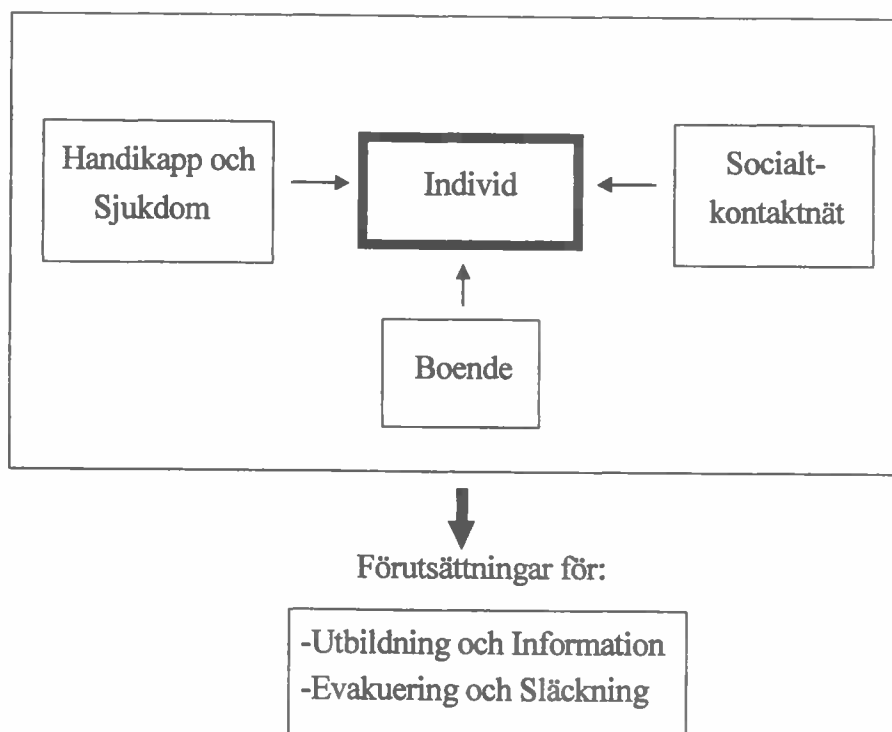 Handikapp och
Sjukdom
Individ
Socialt-
kontaktnät
Boende
Förutsättningar för:
-Utbildning och Information
-Evakuering och Släckning